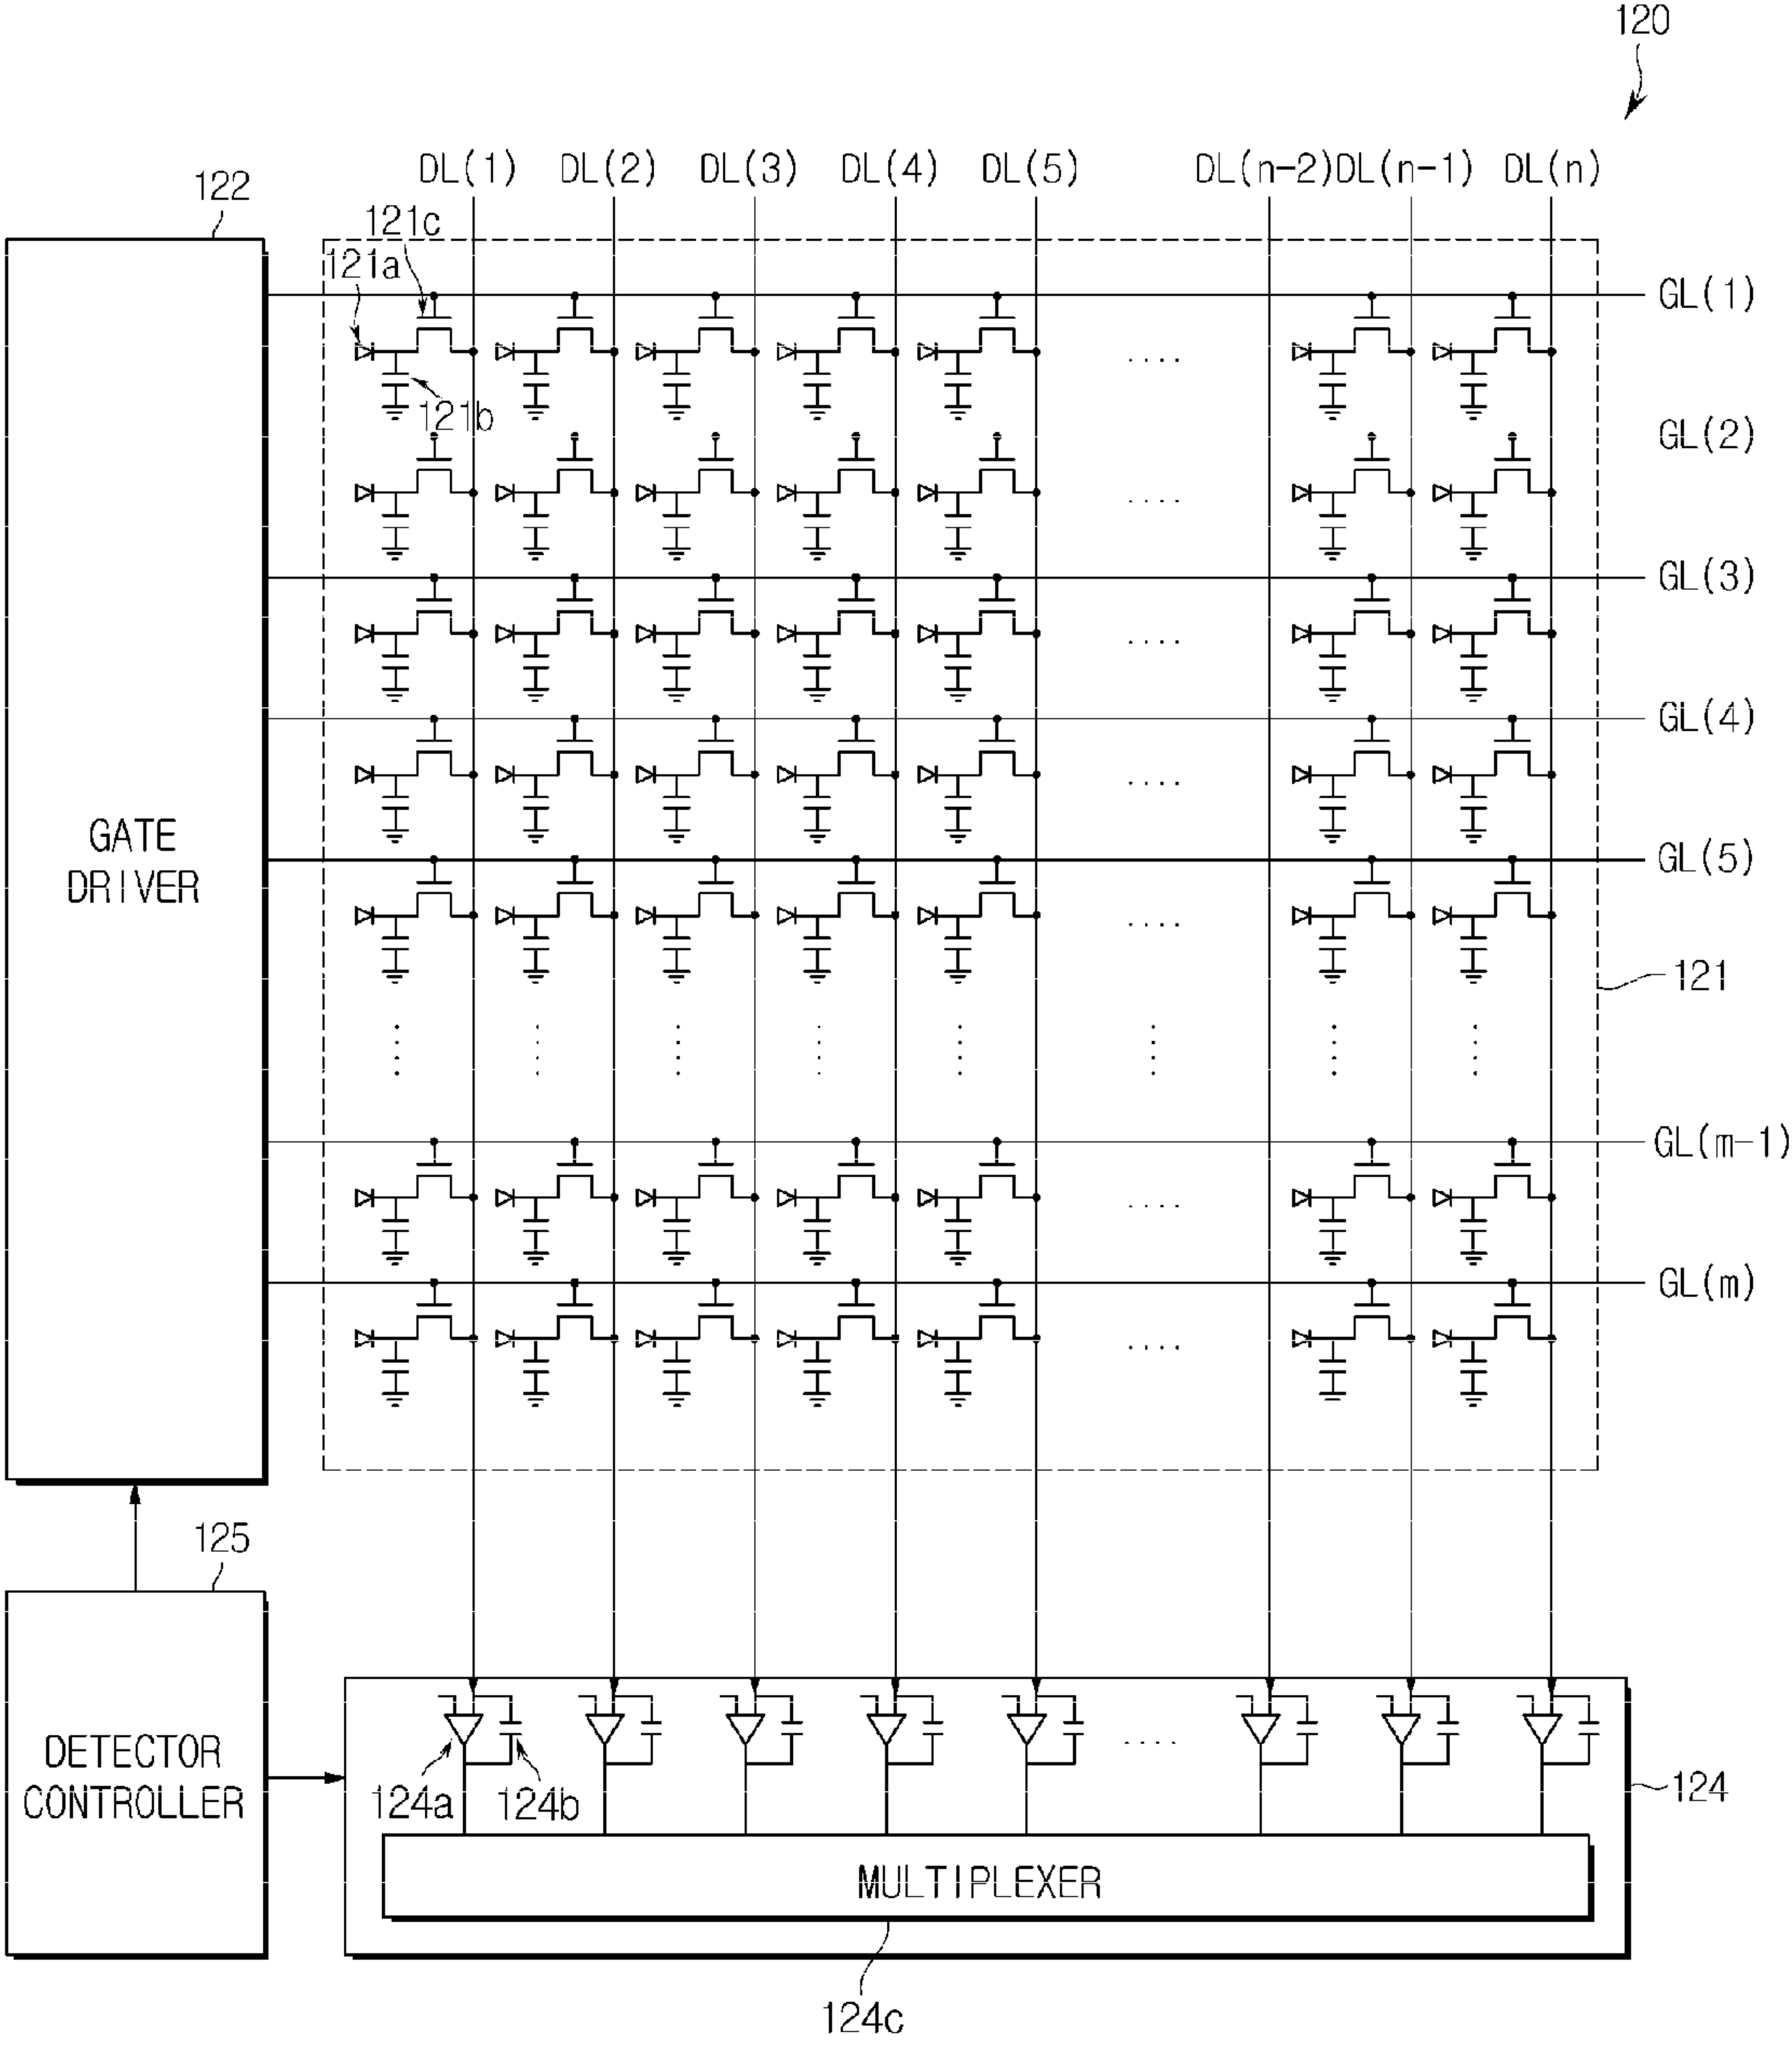 120
DL(1) DL(2) DL(3) DL(4) DL(5) DL(n-2) DL(n-1) DL(n)
122
121c
121a
GL(1)
121b
GL(2)
GL(3)
GL(4)
GATE
DRIVER
GL(5)
121
GL(m-1)
GL(m)
125
DETECTOR
CONTROLLER
124a 124b
124
MULTIPLEXER
124c